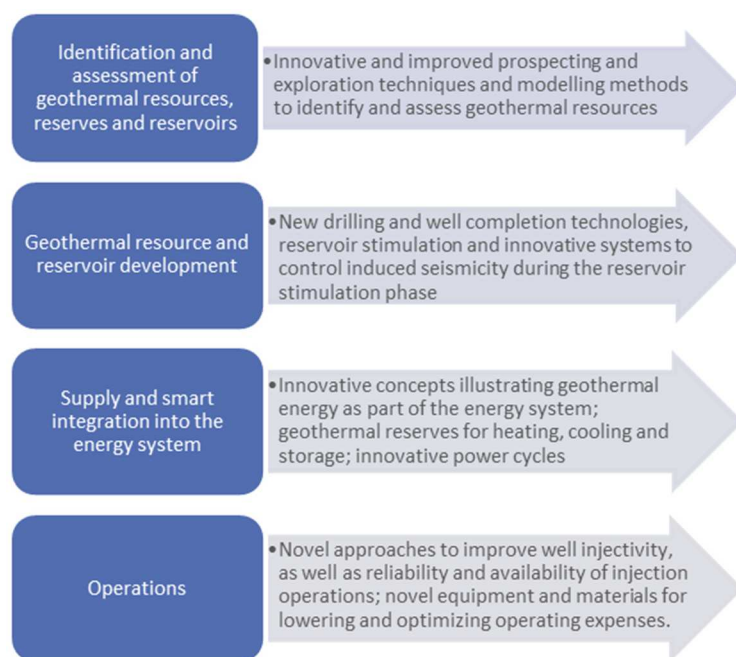 Identification and
assessment of
geothermal resources,
reserves and reservoirs
•Innovative and improved prospecting and
exploration techniques and modelling methods
to identify and assess geothermal resources
Geothermal resource and
reservoir development
•New drilling and well completion technologies,
reservoir stimulation and innovative systems to
control induced seismicity during the reservoir
stimulation phase
Supply and smart
integration into the
energy system
•Innovative concepts illustrating geothermal
energy as part of the energy system;
geothermal reserves for heating, cooling and
storage; innovative power cycles
Operations
•Novel approaches to improve well injectivity,
as well as reliability and availability of injection
operations; novel equipment and materials for
lowering and optimizing operating expenses.